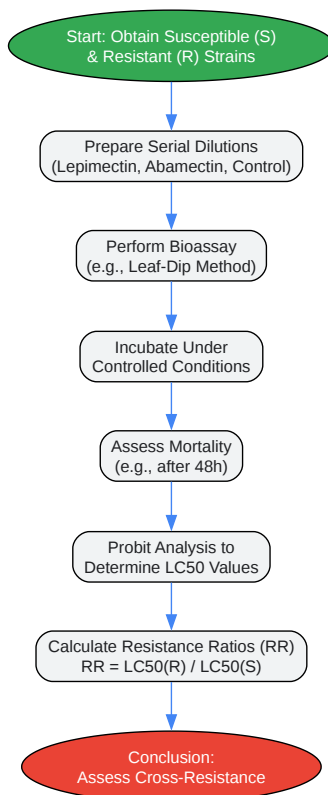 Start: Obtain Susceptible (S)
& Resistant (R) Strains
Prepare Serial Dilutions
(Lepimectin, Abamectin, Control)
Perform Bioassay
(e.g., Leaf-Dip Method)
Incubate Under
Controlled Conditions
Assess Mortality
(e.g., after 48h)
Probit Analysis to
Determine LC50 Values
Calculate Resistance Ratios (RR)
RR = LC50(R) / LC50(S)
Conclusion:
Assess Cross-Resistance